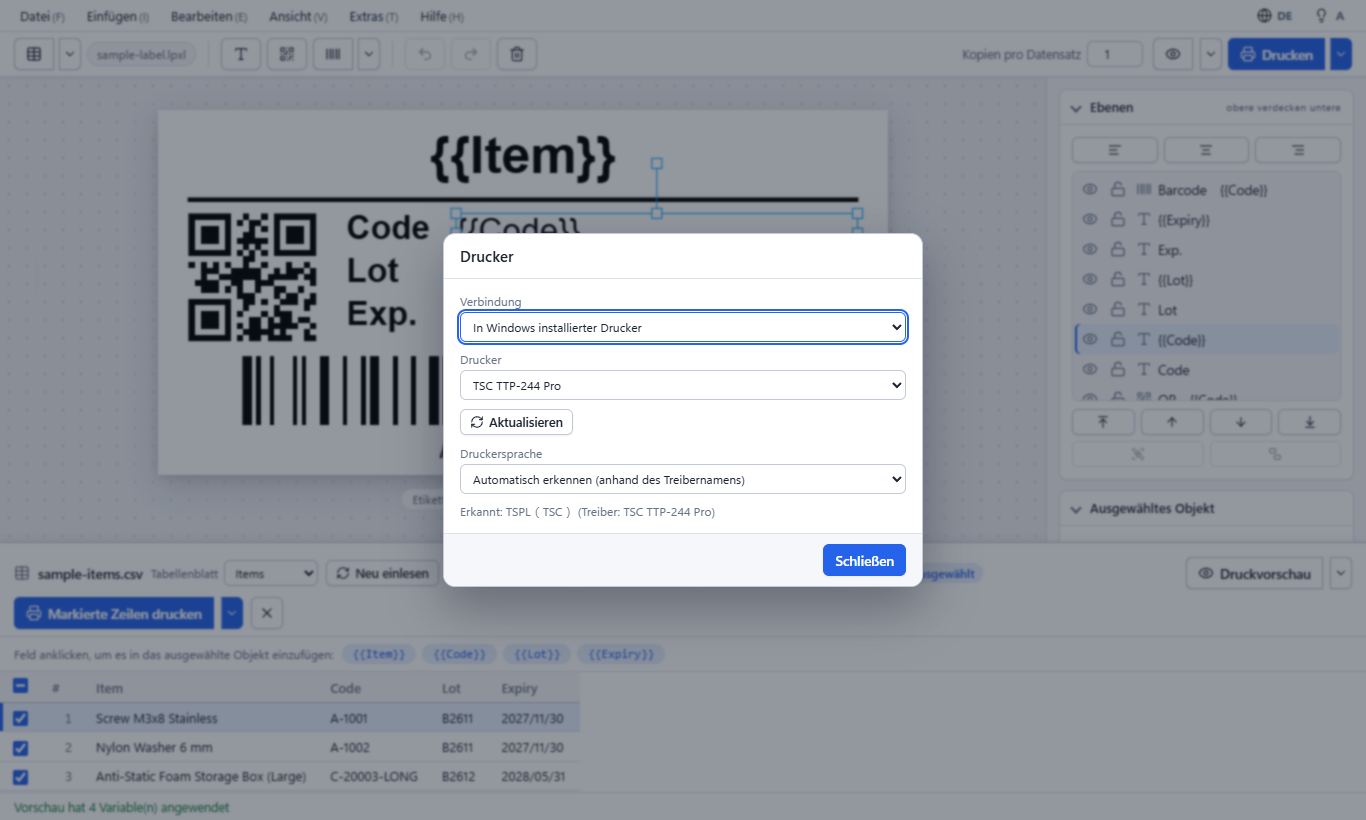 Datei (F) Einfügen (I) Bearbeiten (E) Ansicht (V) Extras (T) Hilfe (H) DE A
sample-label.lpxl Kopien pro Datensatz 1 Drucken
{{Item}}
Code {{Code}}
Lot
Exp.
Ebenen obere verdecken untere
Barcode {{Code}}
{{Expiry}}
Exp.
{{Lot}}
Lot
{{Code}}
Code
QR {{Code}}
Ausgewähltes Objekt
Drucker
Verbindung
In Windows installierter Drucker
Drucker
TSC TTP-244 Pro
Aktualisieren
Druckersprache
Automatisch erkennen (anhand des Treibernamens)
Erkannt: TSPL ( TSC ) (Treiber: TSC TTP-244 Pro)
Schließen
sample-items.csv Tabellenblatt Items Neu einlesen Druckvorschau
Markierte Zeilen drucken
Feld anklicken, um es in das ausgewählte Objekt einzufügen: {{Item}} {{Code}} {{Lot}} {{Expiry}}
# Item Code Lot Expiry
1 Screw M3x8 Stainless A-1001 B2611 2027/11/30
2 Nylon Washer 6 mm A-1002 B2611 2027/11/30
3 Anti-Static Foam Storage Box (Large) C-20003-LONG B2612 2028/05/31
Vorschau hat 4 Variable(n) angewendet